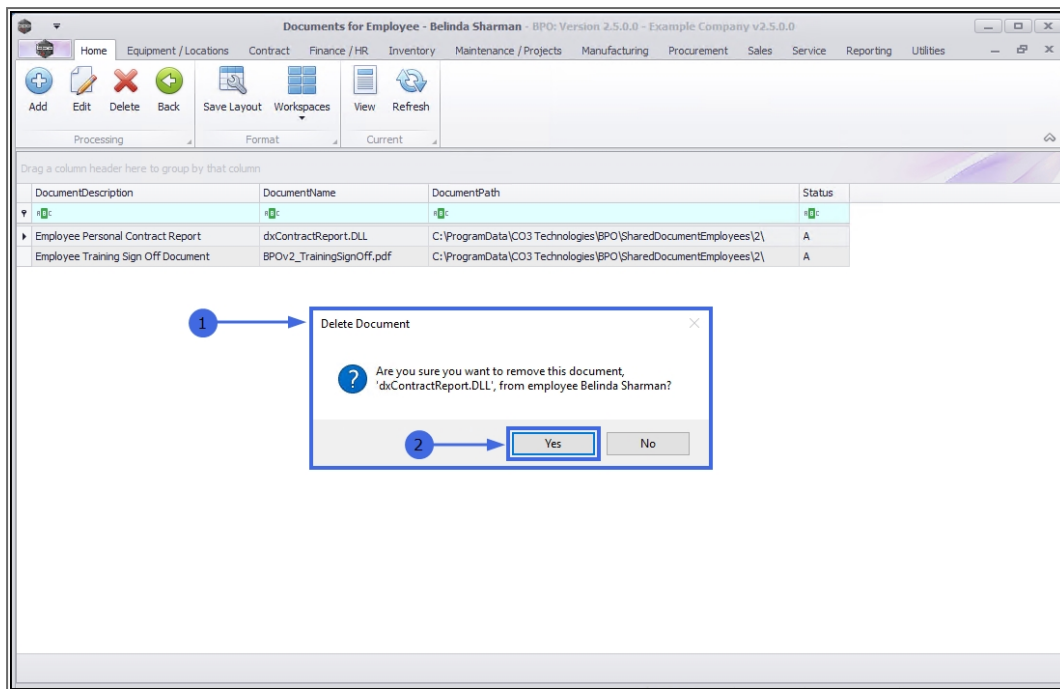 Documents for Employee - Belinda Sharman - BPO: Version 2.5.0.0 - Example Company v2.5.0.0
Home Equipment / Locations Contract Finance / HR Inventory Maintenance / Projects Manufacturing Procurement Sales Service Reporting Utilities
Add Edit Delete Back Save Layout Workspaces View Refresh
Processing Format Current
Drag a column header here to group by that column
DocumentDescription DocumentName DocumentPath Status
Employee Personal Contract Report dxContractReport.DLL C:\ProgramData\CO3 Technologies\BPO\SharedDocumentEmployees\2\ A
Employee Training Sign Off Document BPOv2_TrainingSignOff.pdf C:\ProgramData\CO3 Technologies\BPO\SharedDocumentEmployees\2\ A
1 Delete Document
Are you sure you want to remove this document,
'dxContractReport.DLL', from employee Belinda Sharman?
2 Yes No